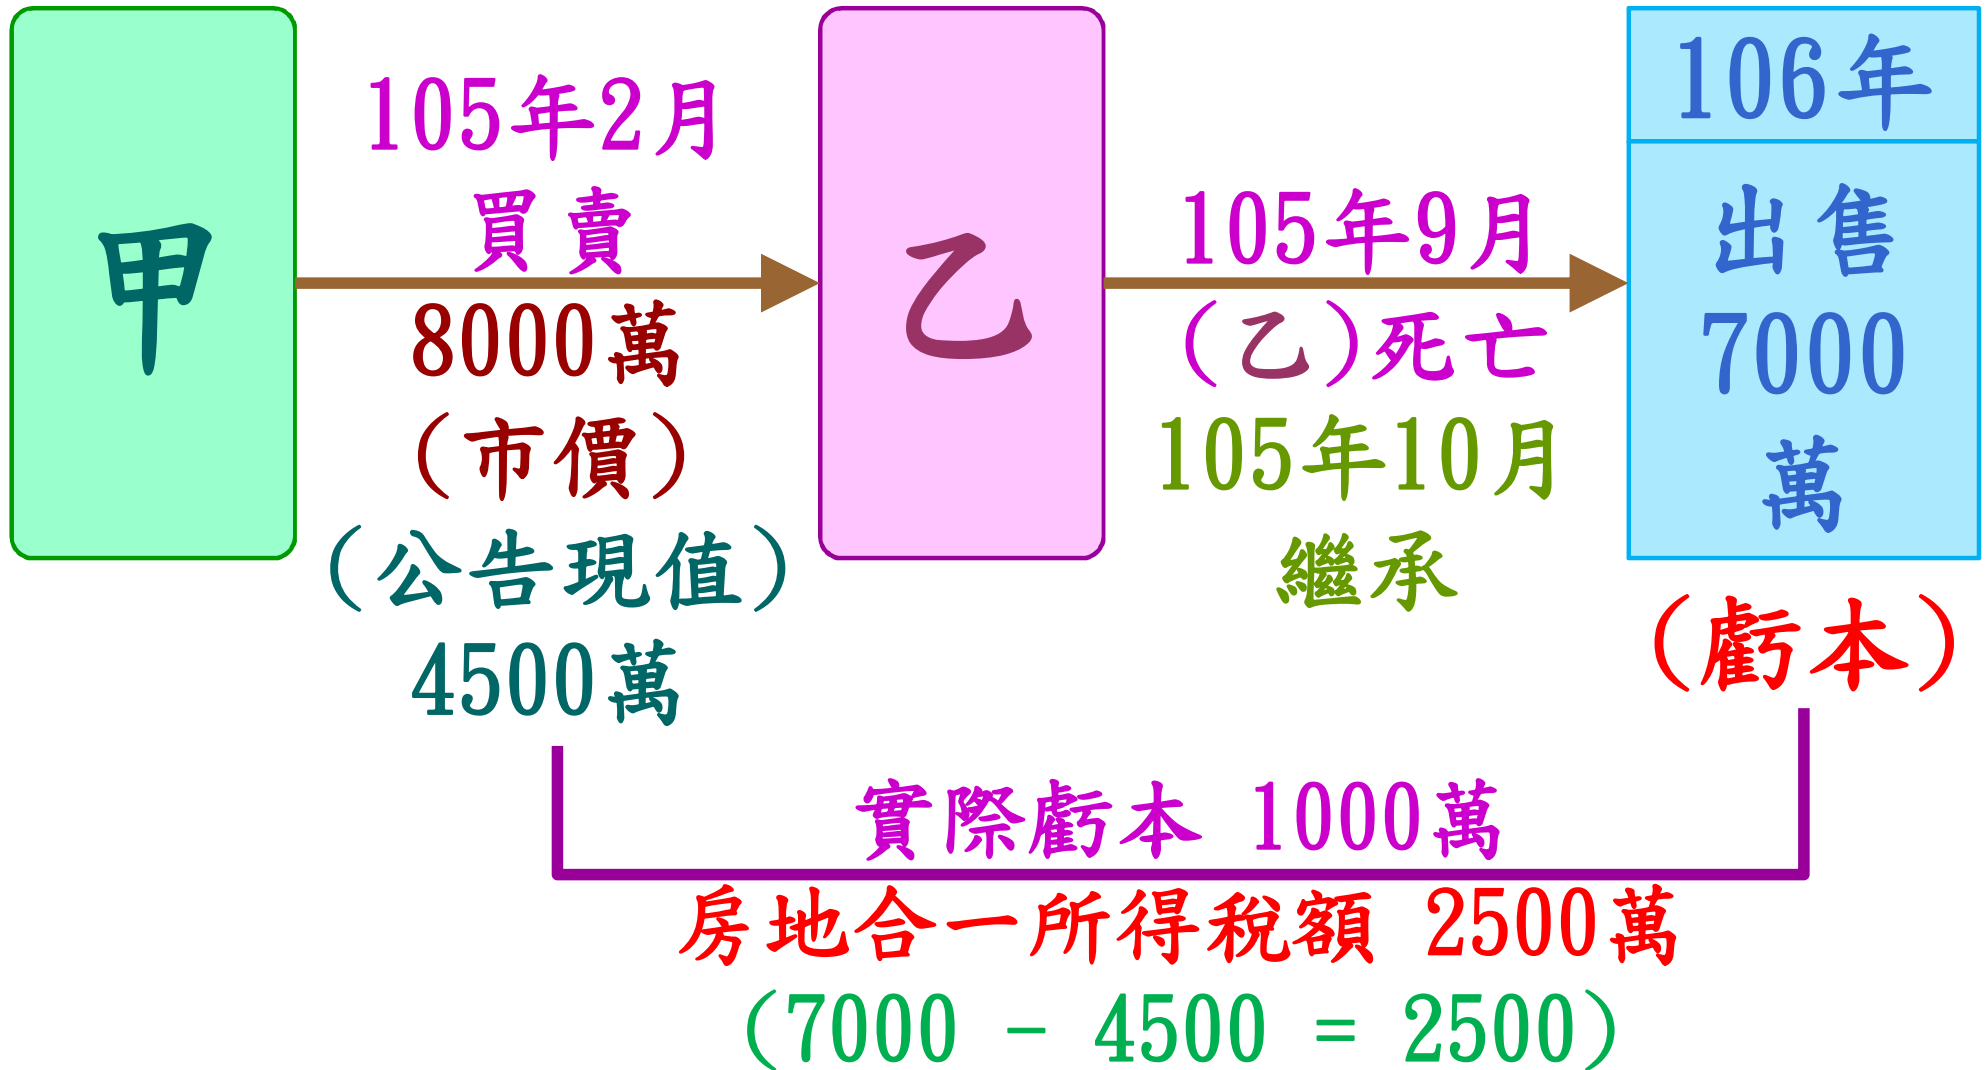 甲
105年2月
買賣
8000萬
(市價)
(公告現值)
4500萬
乙
105年9月
(乙)死亡
105年10月
繼承
106年
出售
7000
萬
(虧本)
實際虧本 1000萬
房地合一所得稅額 2500萬
(7000 - 4500 = 2500)